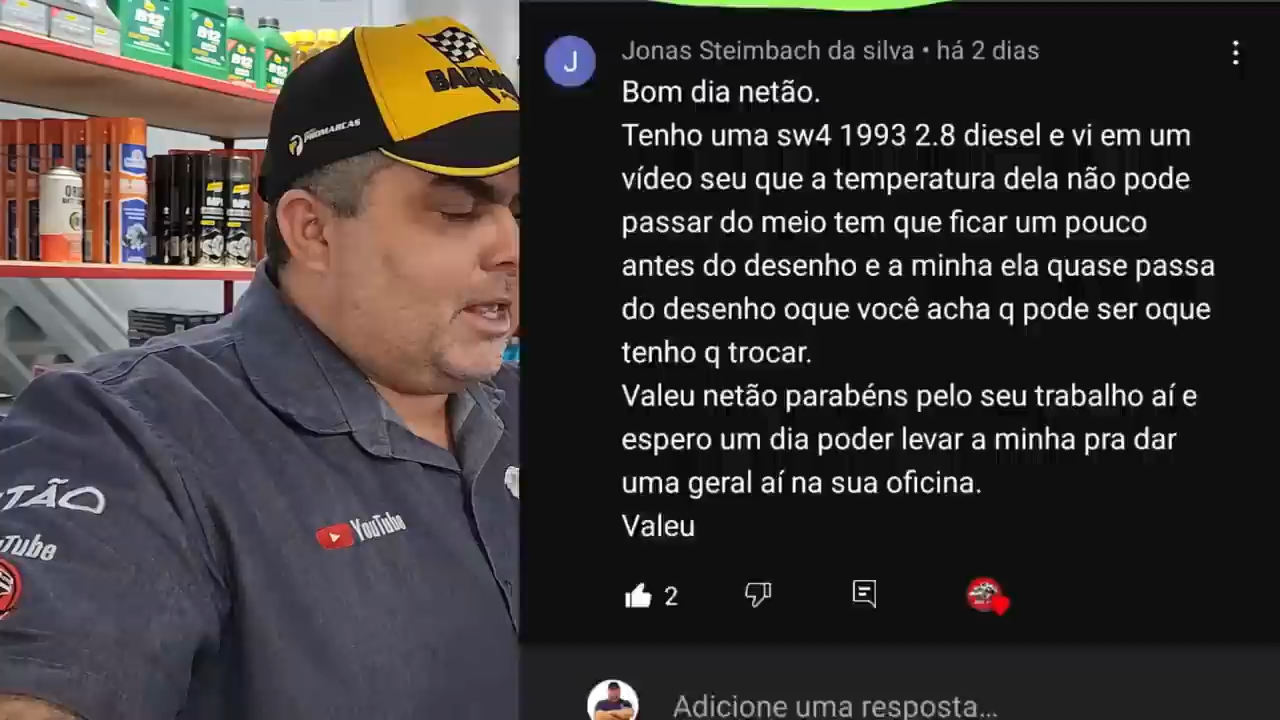 B12
B12
B12
B12
PROMARCAS
TÃO
YouTube
Tube
J
Jonas Steimbach da silva • há 2 dias
Bom dia netão.
Tenho uma sw4 1993 2.8 diesel e vi em um
vídeo seu que a temperatura dela não pode
passar do meio tem que ficar um pouco
antes do desenho e a minha ela quase passa
do desenho oque você acha q pode ser oque
tenho q trocar.
Valeu netão parabéns pelo seu trabalho aí e
espero um dia poder levar a minha pra dar
uma geral aí na sua oficina.
Valeu
2
Adicione uma resposta...